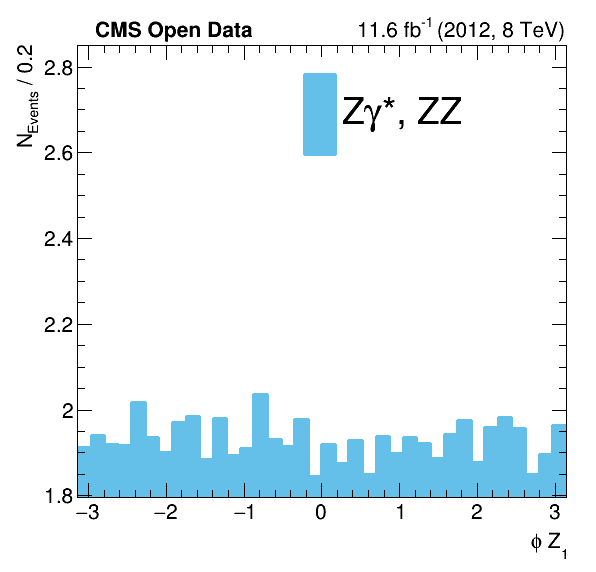 CMS Open Data
11.6 fb⁻¹ (2012, 8 TeV)
N_Events / 0.2
2.8
2.6
2.4
2.2
2
1.8
Zγ*, ZZ
−3 −2 −1 0 1 2 3
ϕ Z₁